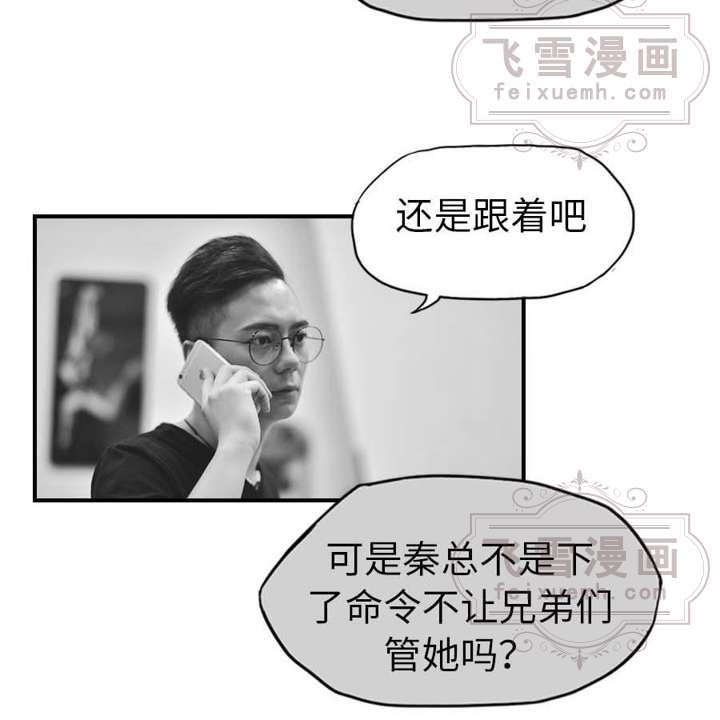 飞雪漫画
feixuemh.com
还是跟着吧
飞雪漫画
feixuemh.com
可是秦总不是下
了命令不让兄弟们
管她吗？